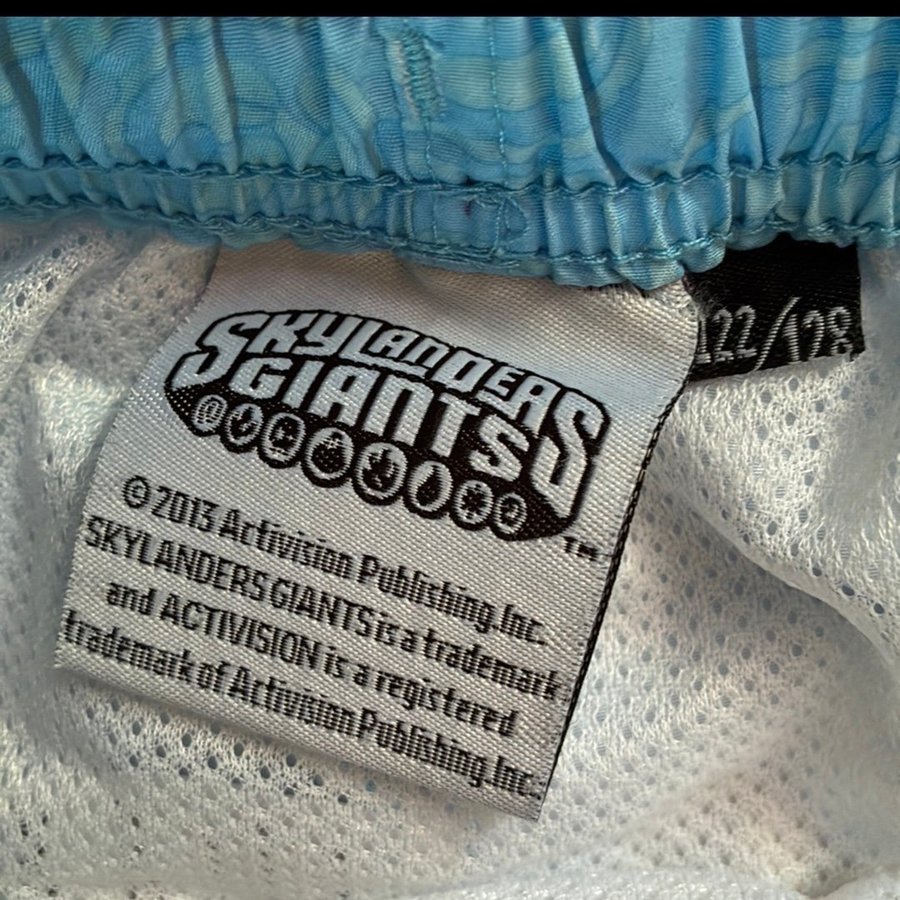 SKYLANDERS
GIANTS
TM
© 2013 Activision Publishing, Inc.
SKYLANDERS GIANTS is a trademark
and ACTIVISION is a registered
trademark of Activision Publishing, Inc.
122/128